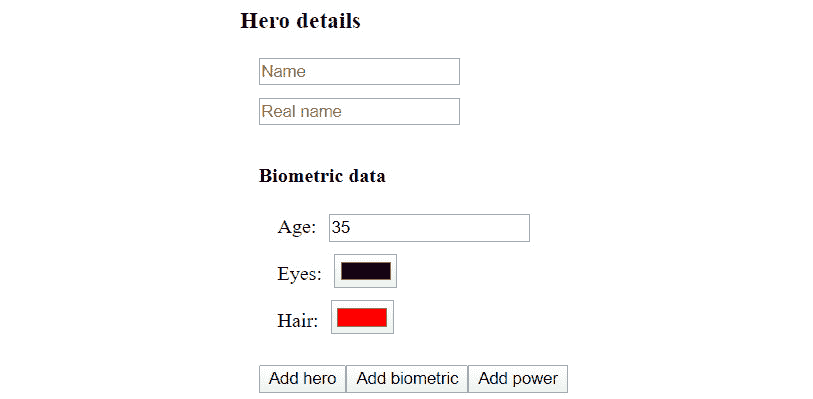 Hero details
Name
Real name
Biometric data
Age: 35
Eyes:
Hair:
Add hero Add biometric Add power